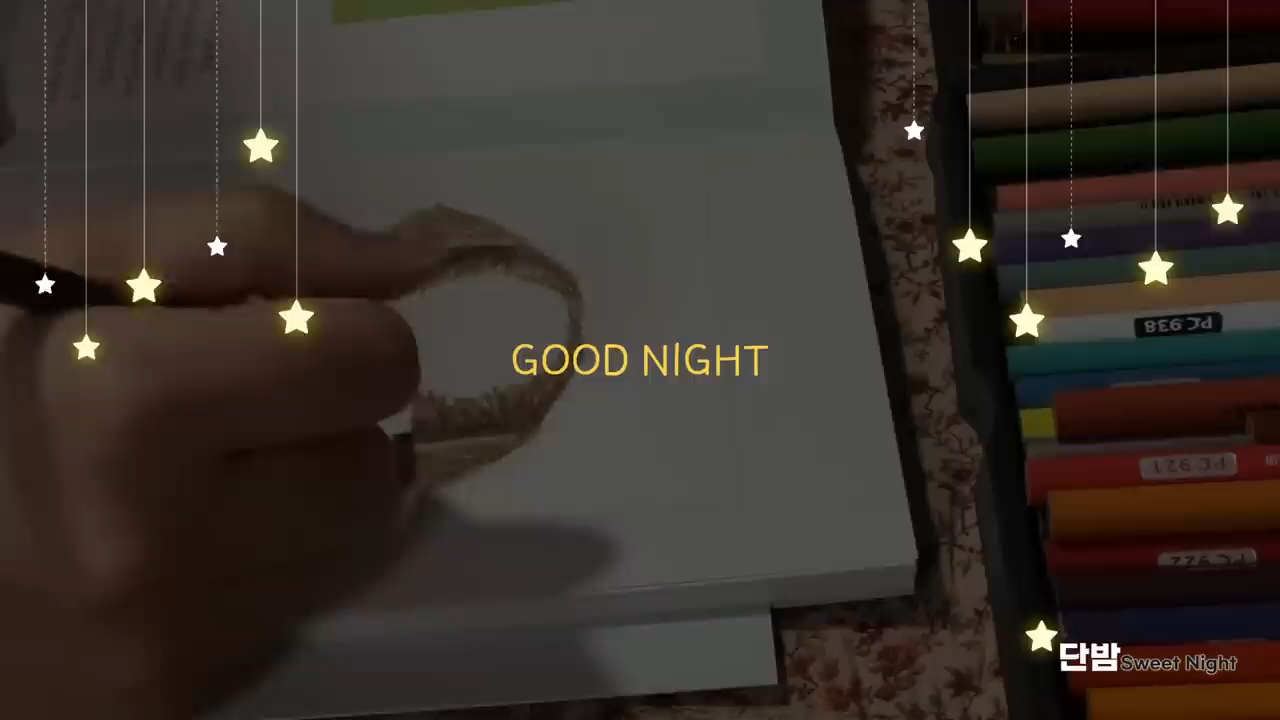 GOOD NIGHT
PC 938
PC 921
PC 922
단밤 Sweet Night